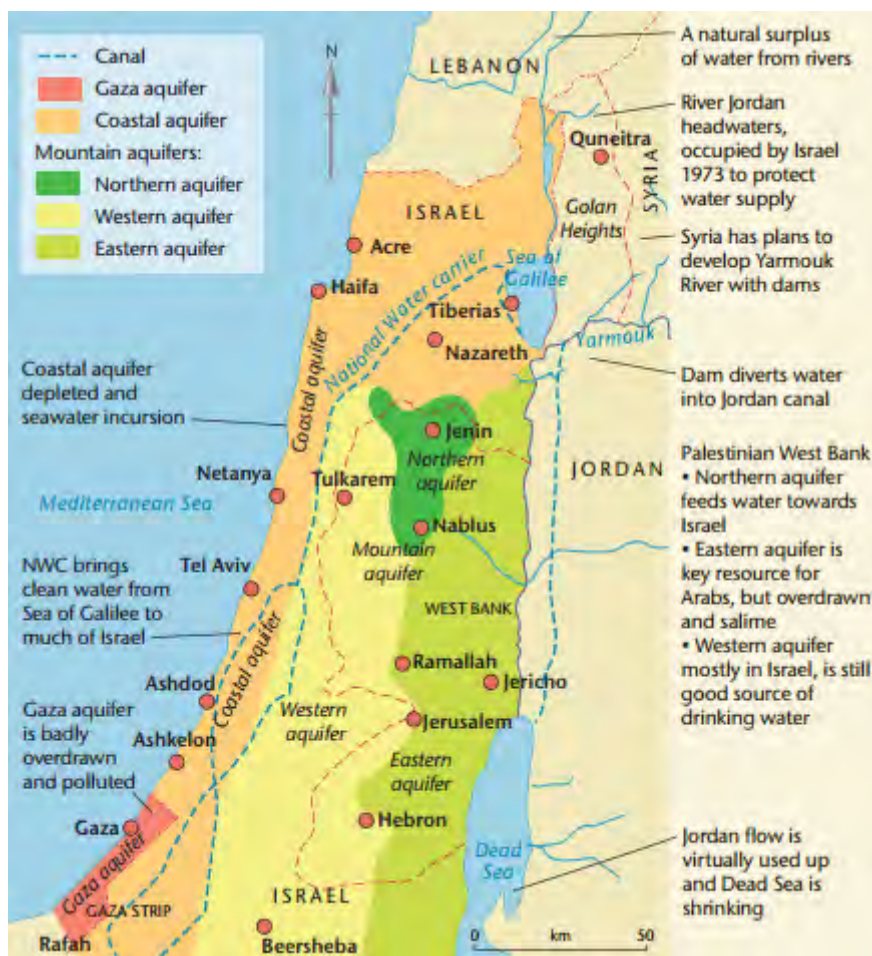 Canal
Gaza aquifer
Coastal aquifer
Mountain aquifers:
Northern aquifer
Western aquifer
Eastern aquifer
N
LEBANON
A natural surplus
of water from rivers
River Jordan
headwaters,
occupied by Israel
1973 to protect
water supply
Quneitra
SYRIA
ISRAEL
Golan
Heights
Syria has plans to
develop Yarmouk
River with dams
Acre
Haifa
Sea of
Galilee
Tiberias
National Water carrier
Nazareth
Yarmouk
Coastal aquifer
depleted and
seawater incursion
Coastal aquifer
Dam diverts water
into Jordan canal
Jenin
Northern
aquifer
Netanya
Tulkarem
JORDAN
Mediterranean Sea
Nablus
Mountain
aquifer
Palestinian West Bank
• Northern aquifer
feeds water towards
Israel
• Eastern aquifer is
key resource for
Arabs, but overdrawn
and salime
• Western aquifer
mostly in Israel, is still
good source of
drinking water
NWC brings
clean water from
Sea of Galilee to
much of Israel
Tel Aviv
WEST BANK
Ramallah
Jericho
Ashdod
Coastal aquifer
Western
aquifer
Jerusalem
Gaza aquifer
is badly
overdrawn
and polluted
Ashkelon
Eastern
aquifer
Gaza
Hebron
Gaza aquifer
Dead
Sea
Jordan flow is
virtually used up
and Dead Sea is
shrinking
GAZA STRIP
ISRAEL
Rafah
Beersheba
0 km 50